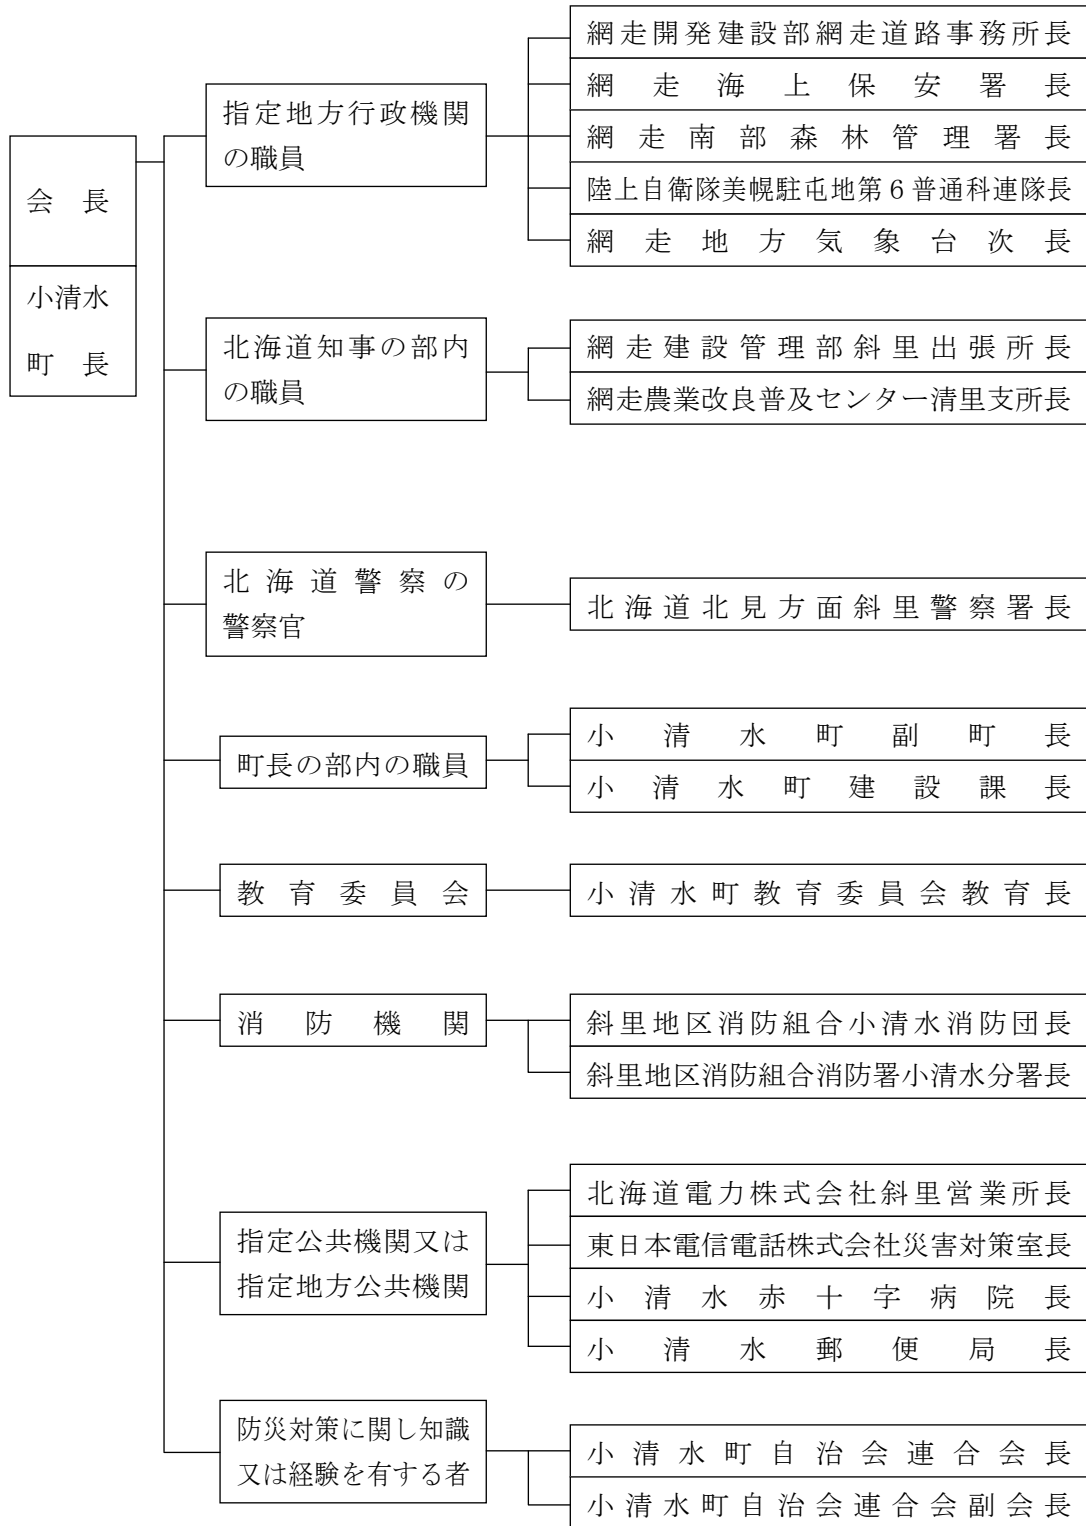 会長
小清水
町長
指定地方行政機関
の職員
網走開発建設部網走道路事務所長
網走海上保安署長
網走南部森林管理署長
陸上自衛隊美幌駐屯地第６普通科連隊長
網走地方気象台次長
北海道知事の部内
の職員
網走建設管理部斜里出張所長
網走農業改良普及センター清里支所長
北海道警察の
警察官
北海道北見方面斜里警察署長
町長の部内の職員
小清水町副町長
小清水町建設課長
教育委員会
小清水町教育委員会教育長
消防機関
斜里地区消防組合小清水消防団長
斜里地区消防組合消防署小清水分署長
指定公共機関又は
指定地方公共機関
北海道電力株式会社斜里営業所長
東日本電信電話株式会社災害対策室長
小清水赤十字病院長
小清水郵便局長
防災対策に関し知識
又は経験を有する者
小清水町自治会連合会長
小清水町自治会連合会副会長